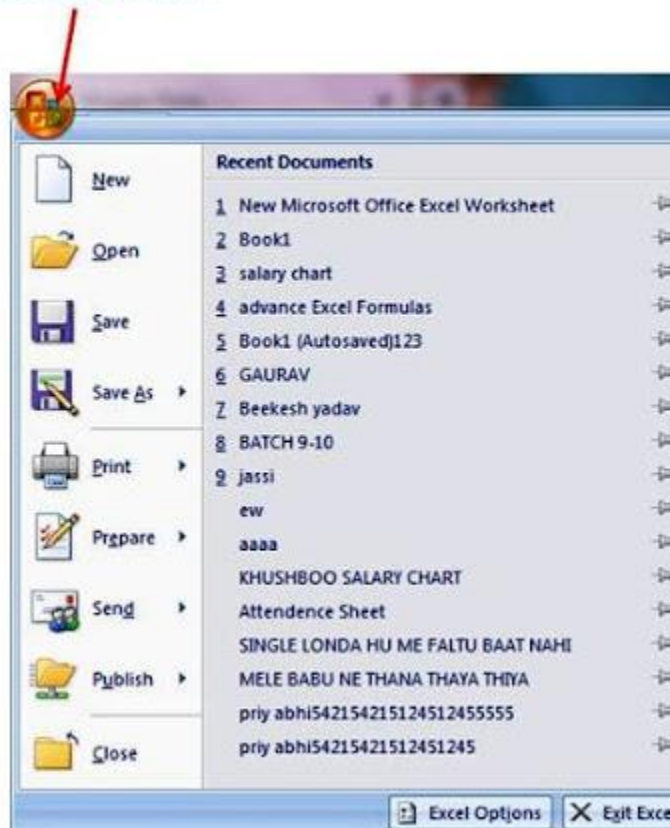 New
Open
Save
Save As
Print
Prepare
Send
Publish
Close
Recent Documents
1 New Microsoft Office Excel Worksheet
2 Book1
3 salary chart
4 advance Excel Formulas
5 Book1 (Autosaved)123
6 GAURAV
7 Beekesh yadav
8 BATCH 9-10
9 jassi
ew
aaaa
KHUSHBOO SALARY CHART
Attendence Sheet
SINGLE LONDA HU ME FALTU BAAT NAHI
MELE BABU NE THANA THAYA THIYA
priy abhi542154215124512455555
priy abhi54215421512451245
Excel Options
Exit Exce